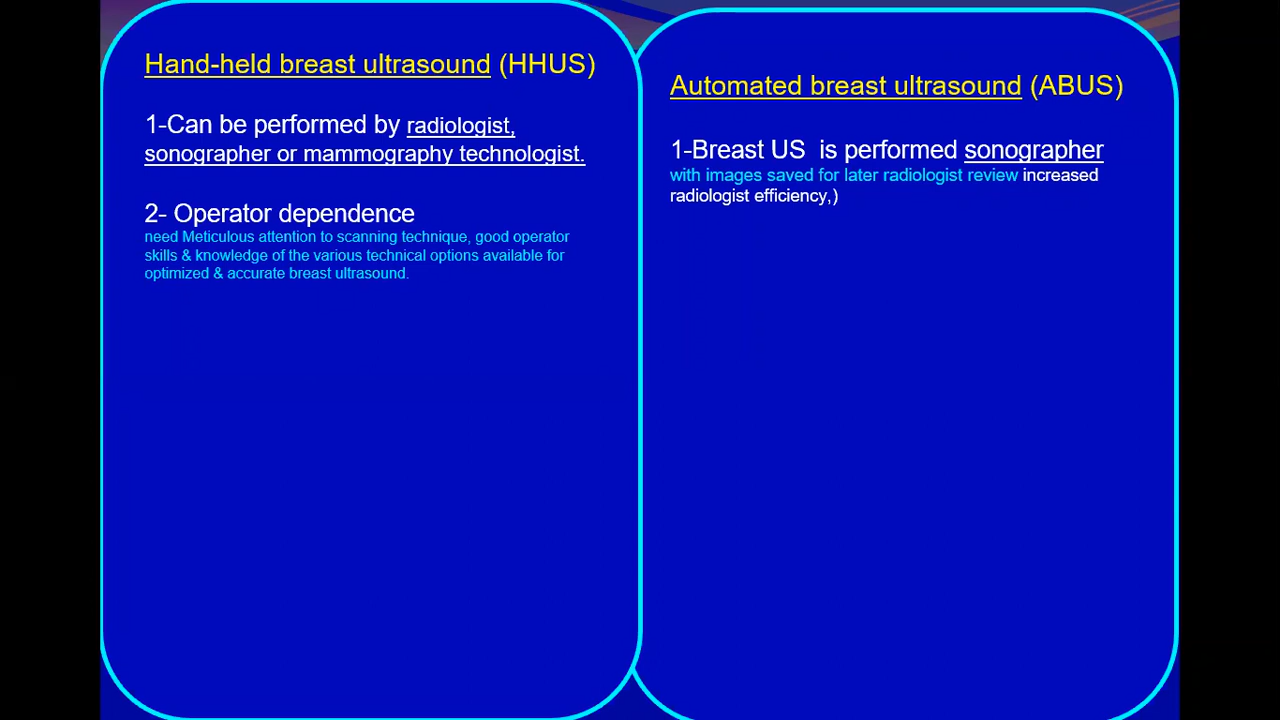 Hand-held breast ultrasound (HHUS)
1-Can be performed by radiologist,
sonographer or mammography technologist.
2- Operator dependence
need Meticulous attention to scanning technique, good operator
skills & knowledge of the various technical options available for
optimized & accurate breast ultrasound.
Automated breast ultrasound (ABUS)
1-Breast US  is performed sonographer
with images saved for later radiologist review increased
radiologist efficiency,)